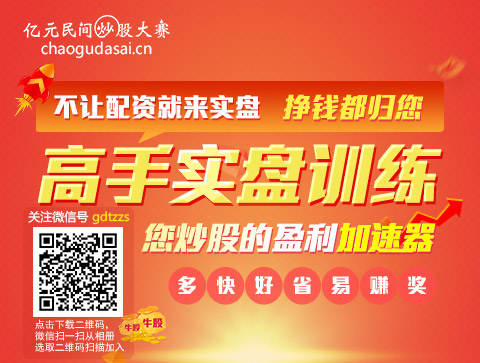 亿元民间炒股大赛
chaogudasai.cn
不让配资就来实盘 挣钱都归您
高手实盘训练
关注微信号 gdtzzs
您炒股的盈利加速器
多快好省易赚奖
牛股 牛股
点击下载二维码，
微信扫一扫从相册
选取二维码扫描加入